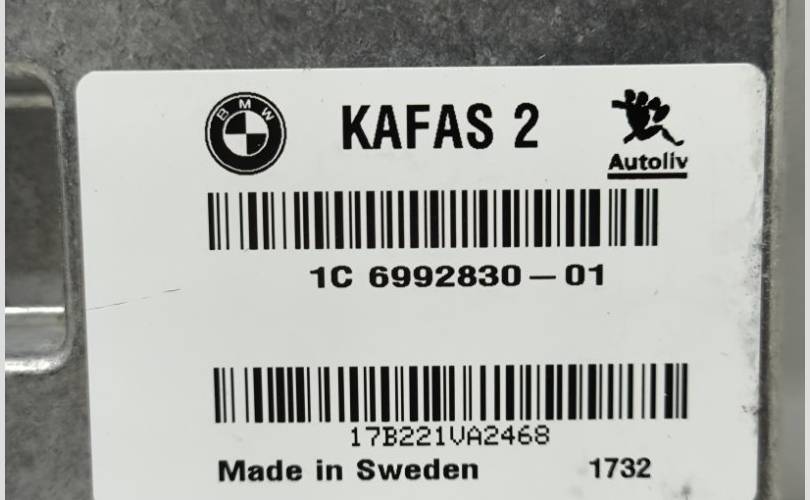 BMW
KAFAS 2
Autoliv
1C 6992830-01
17B221VA2468
Made in Sweden 1732